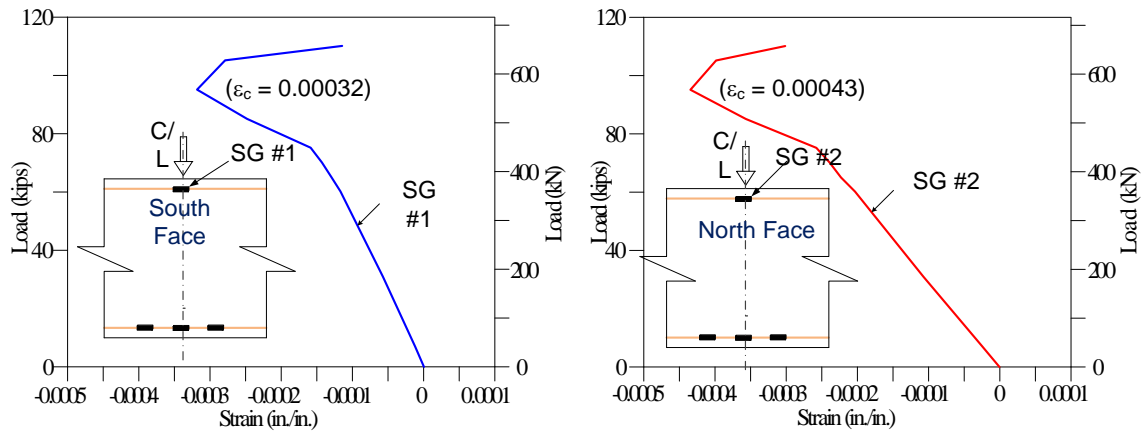 120
80
40
0
Load (kips)
600
400
200
0
Load (kN)
(εc = 0.00032)
C/
L
SG #1
SG
#1
South
Face
-0.0005 -0.0004 -0.0003 -0.0002 -0.0001 0 0.0001
Strain (in./in.)
120
80
40
0
Load (kips)
600
400
200
0
Load (kN)
(εc = 0.00043)
C/
L
SG #2
SG #2
North Face
-0.0005 -0.0004 -0.0003 -0.0002 -0.0001 0 0.0001
Strain (in./in.)